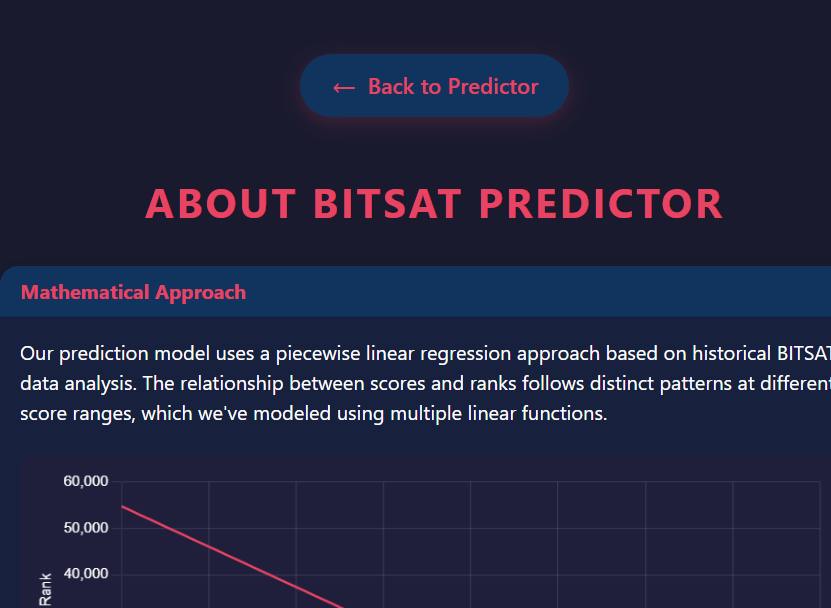 ← Back to Predictor
ABOUT BITSAT PREDICTOR
Mathematical Approach
Our prediction model uses a piecewise linear regression approach based on historical BITSAT
data analysis. The relationship between scores and ranks follows distinct patterns at different
score ranges, which we've modeled using multiple linear functions.
60,000
50,000
40,000
Rank